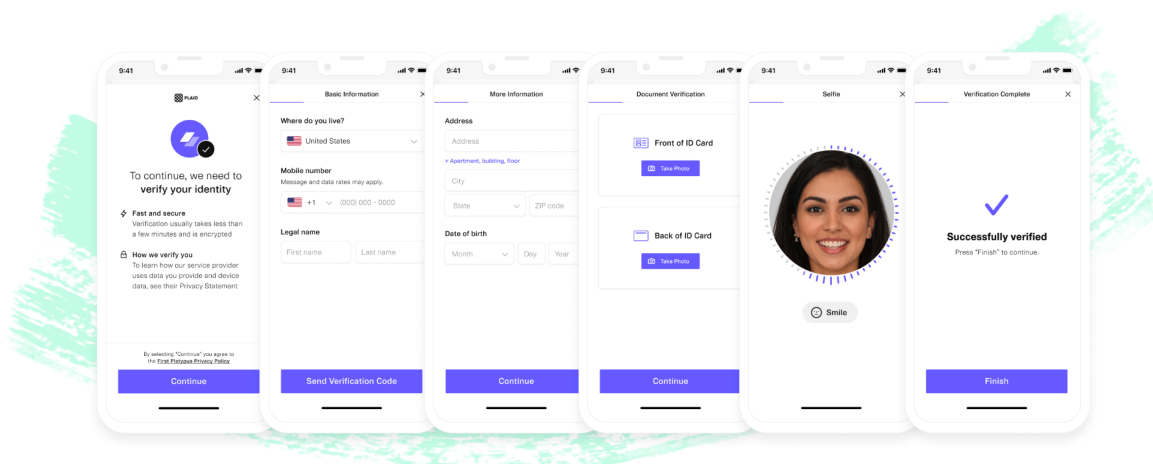 9:41
PLAID
To continue, we need to
verify your identity
Fast and secure
Verification usually takes less than
a few minutes and is encrypted
How we verify you
To learn how our service provider
uses data you provide and device
data, see their Privacy Statement
By selecting "Continue" you agree to
the First Platypus Privacy Policy
Continue
9:41
Basic Information
Where do you live?
United States
Mobile number
Message and data rates may apply.
+1 (000) 000 - 0000
Legal name
First name Last name
Send Verification Code
9:41
More Information
Address
Address
+ Apartment, building, floor
City
State ZIP code
Date of birth
Month Day Year
Continue
9:41
Document Verification
Front of ID Card
Take Photo
Back of ID Card
Take Photo
Continue
9:41
Selfie
Smile
9:41
Verification Complete
Successfully verified
Press "Finish" to continue.
Finish